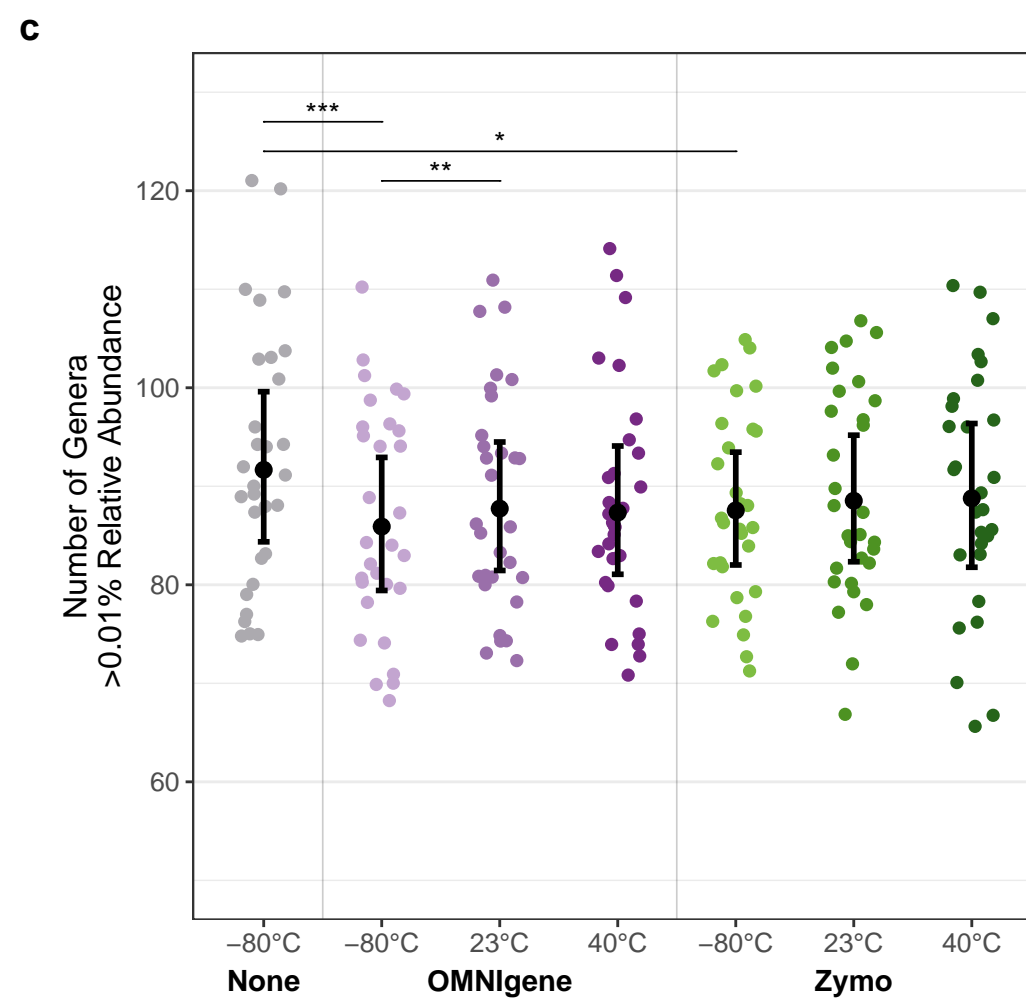 c
Number of Genera
>0.01% Relative Abundance
***
*
**
120
100
80
60
−80°C −80°C 23°C 40°C −80°C 23°C 40°C
None OMNIgene Zymo